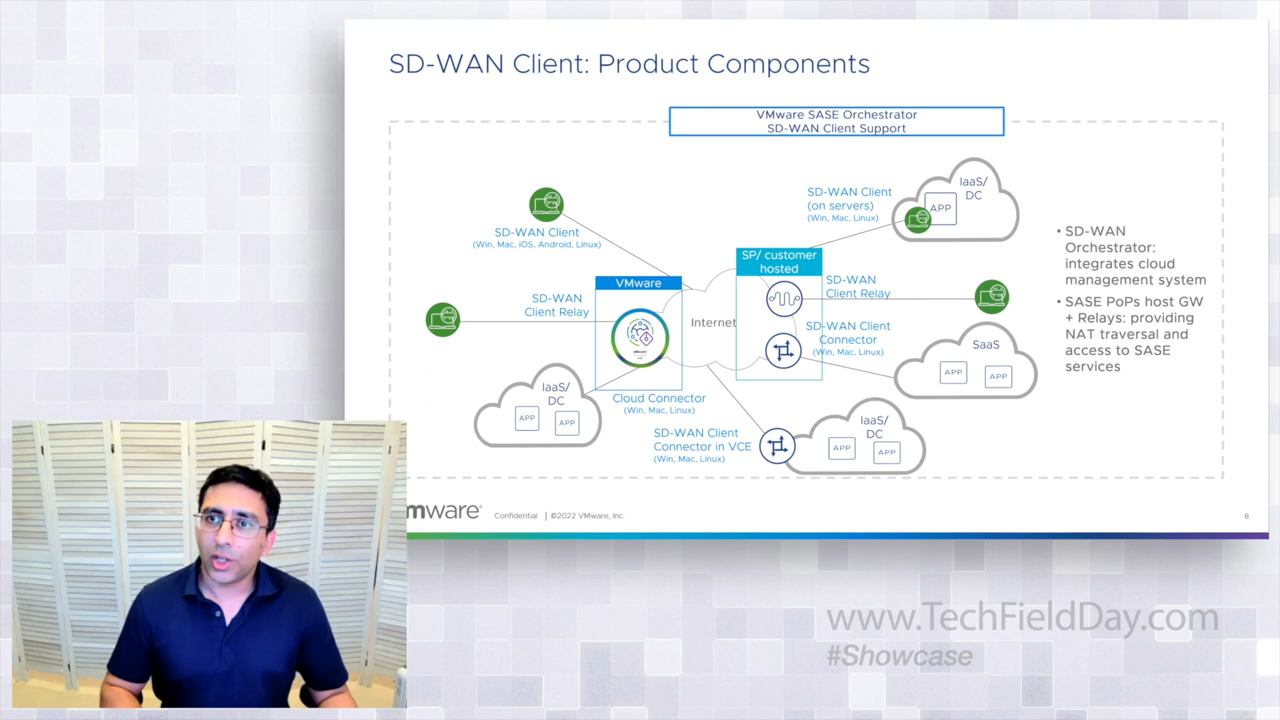 SD-WAN Client: Product Components
VMware SASE Orchestrator
SD-WAN Client Support
SD-WAN Client
(Win, Mac, iOS, Android, Linux)
SD-WAN
Client Relay
VMware
Internet
IaaS/
DC
APP
APP
Cloud Connector
(Win, Mac, Linux)
SD-WAN Client
Connector in VCE
(Win, Mac, Linux)
IaaS/
DC
APP
APP
SD-WAN Client
(on servers)
(Win, Mac, Linux)
IaaS/
DC
APP
SP/ customer
hosted
SD-WAN
Client Relay
SD-WAN Client
Connector
(Win, Mac, Linux)
SaaS
APP
APP
• SD-WAN
Orchestrator:
integrates cloud
management system
• SASE PoPs host GW
+ Relays: providing
NAT traversal and
access to SASE
services
mware®
Confidential | ©2022 VMware, Inc.
8
www.TechFieldDay.com
#Showcase